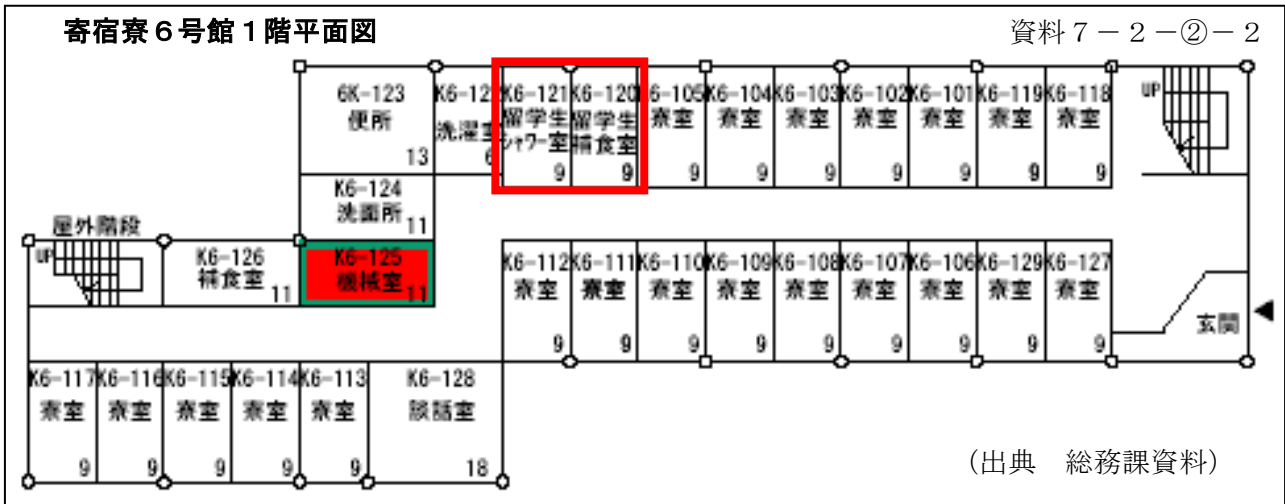 寄宿寮６号館１階平面図
資料７－２－②－２
6K-123
便所
13
K6-122
洗濯室
6
K6-121
留学生
シャワー室
9
K6-120
留学生
補食室
9
K6-105
寮室
9
K6-104
寮室
9
K6-103
寮室
9
K6-102
寮室
9
K6-101
寮室
9
K6-119
寮室
9
K6-118
寮室
9
UP
K6-124
洗面所
11
屋外階段
UP
K6-126
補食室
11
K6-125
機械室
11
K6-112
寮室
9
K6-111
寮室
9
K6-110
寮室
9
K6-109
寮室
9
K6-108
寮室
9
K6-107
寮室
9
K6-106
寮室
9
K6-129
寮室
9
K6-127
寮室
9
玄関
K6-117
寮室
9
K6-116
寮室
9
K6-115
寮室
9
K6-114
寮室
9
K6-113
寮室
9
K6-128
談話室
18
（出典　総務課資料）